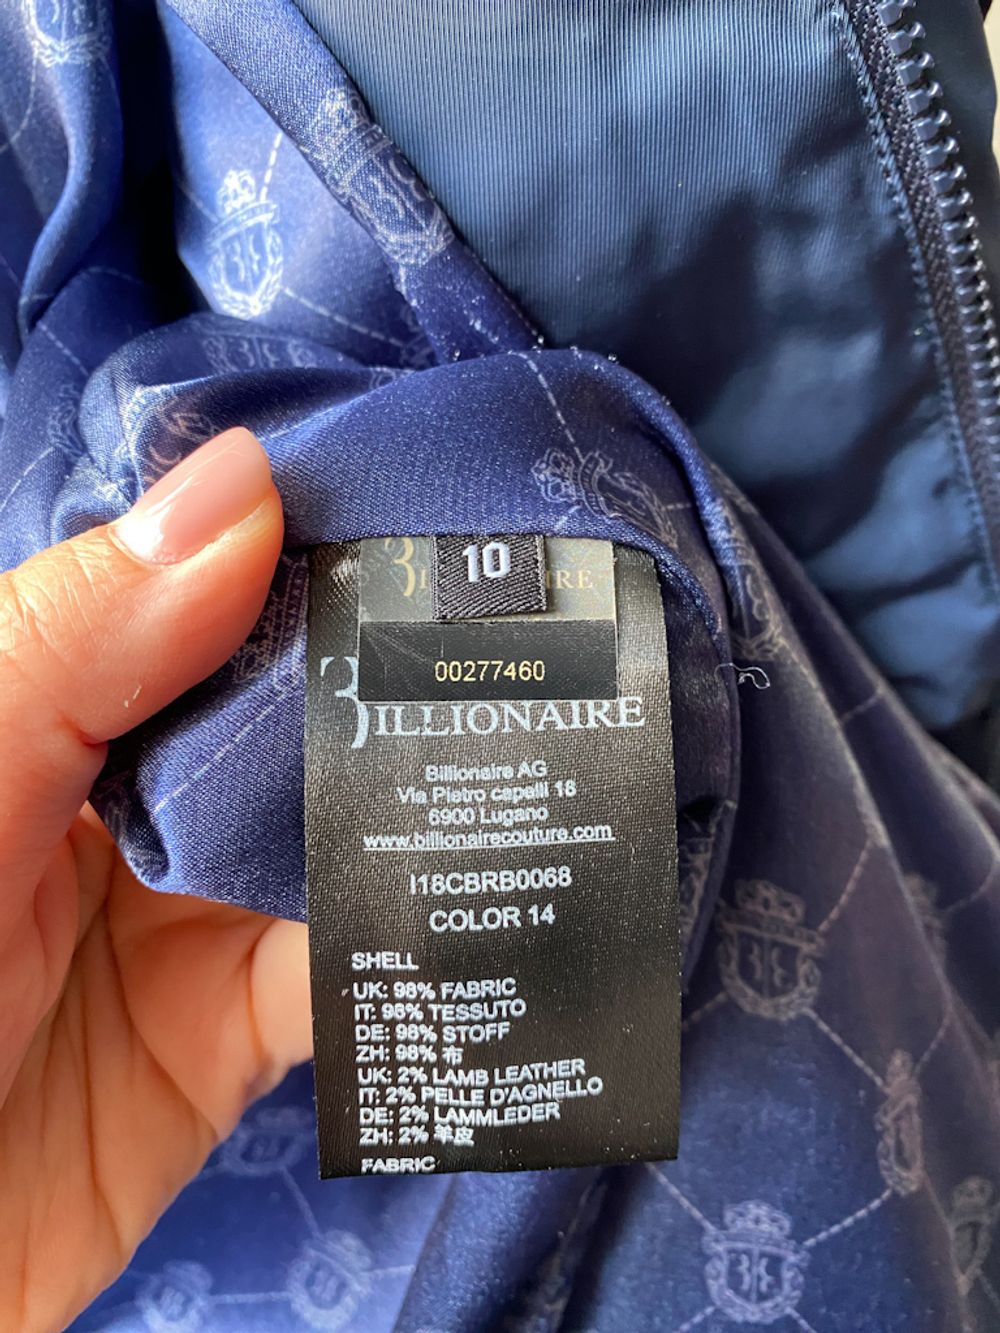 10
00277460
BILLIONAIRE
Billionaire AG
Via Pietro capelli 18
6900 Lugano
www.billionairecouture.com
I18CBRB0068
COLOR 14
SHELL
UK: 98% FABRIC
IT: 98% TESSUTO
DE: 98% STOFF
ZH: 98% 布
UK: 2% LAMB LEATHER
IT: 2% PELLE D'AGNELLO
DE: 2% LAMMLEDER
ZH: 2% 羊皮
FABRIC